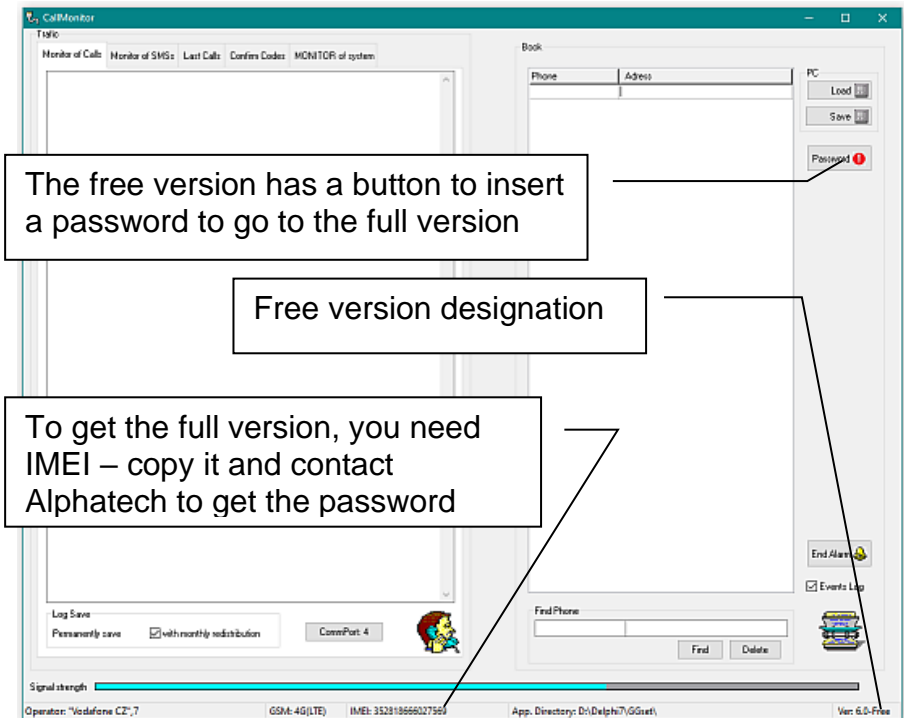 CallMonitor
Trafic
Monitor of Calls Monitor of SMSs Last Calls Confirm Codes MONITOR of system
Book
Phone Adress
PC
Load
Save
Password
The free version has a button to insert
a password to go to the full version
Free version designation
To get the full version, you need
IMEI – copy it and contact
Alphatech to get the password
End Alarm
Events Log
Log Save
Permanently save with monthly redistribution
CommPort: 4
Find Phone
Find Delete
Signal strength
Operator: "Vodafone CZ",7 GSM: 4G(LTE) IMEI: 352818666027569 App. Directory: D:\Delphi7\GGset\ Ver: 6.0-Free